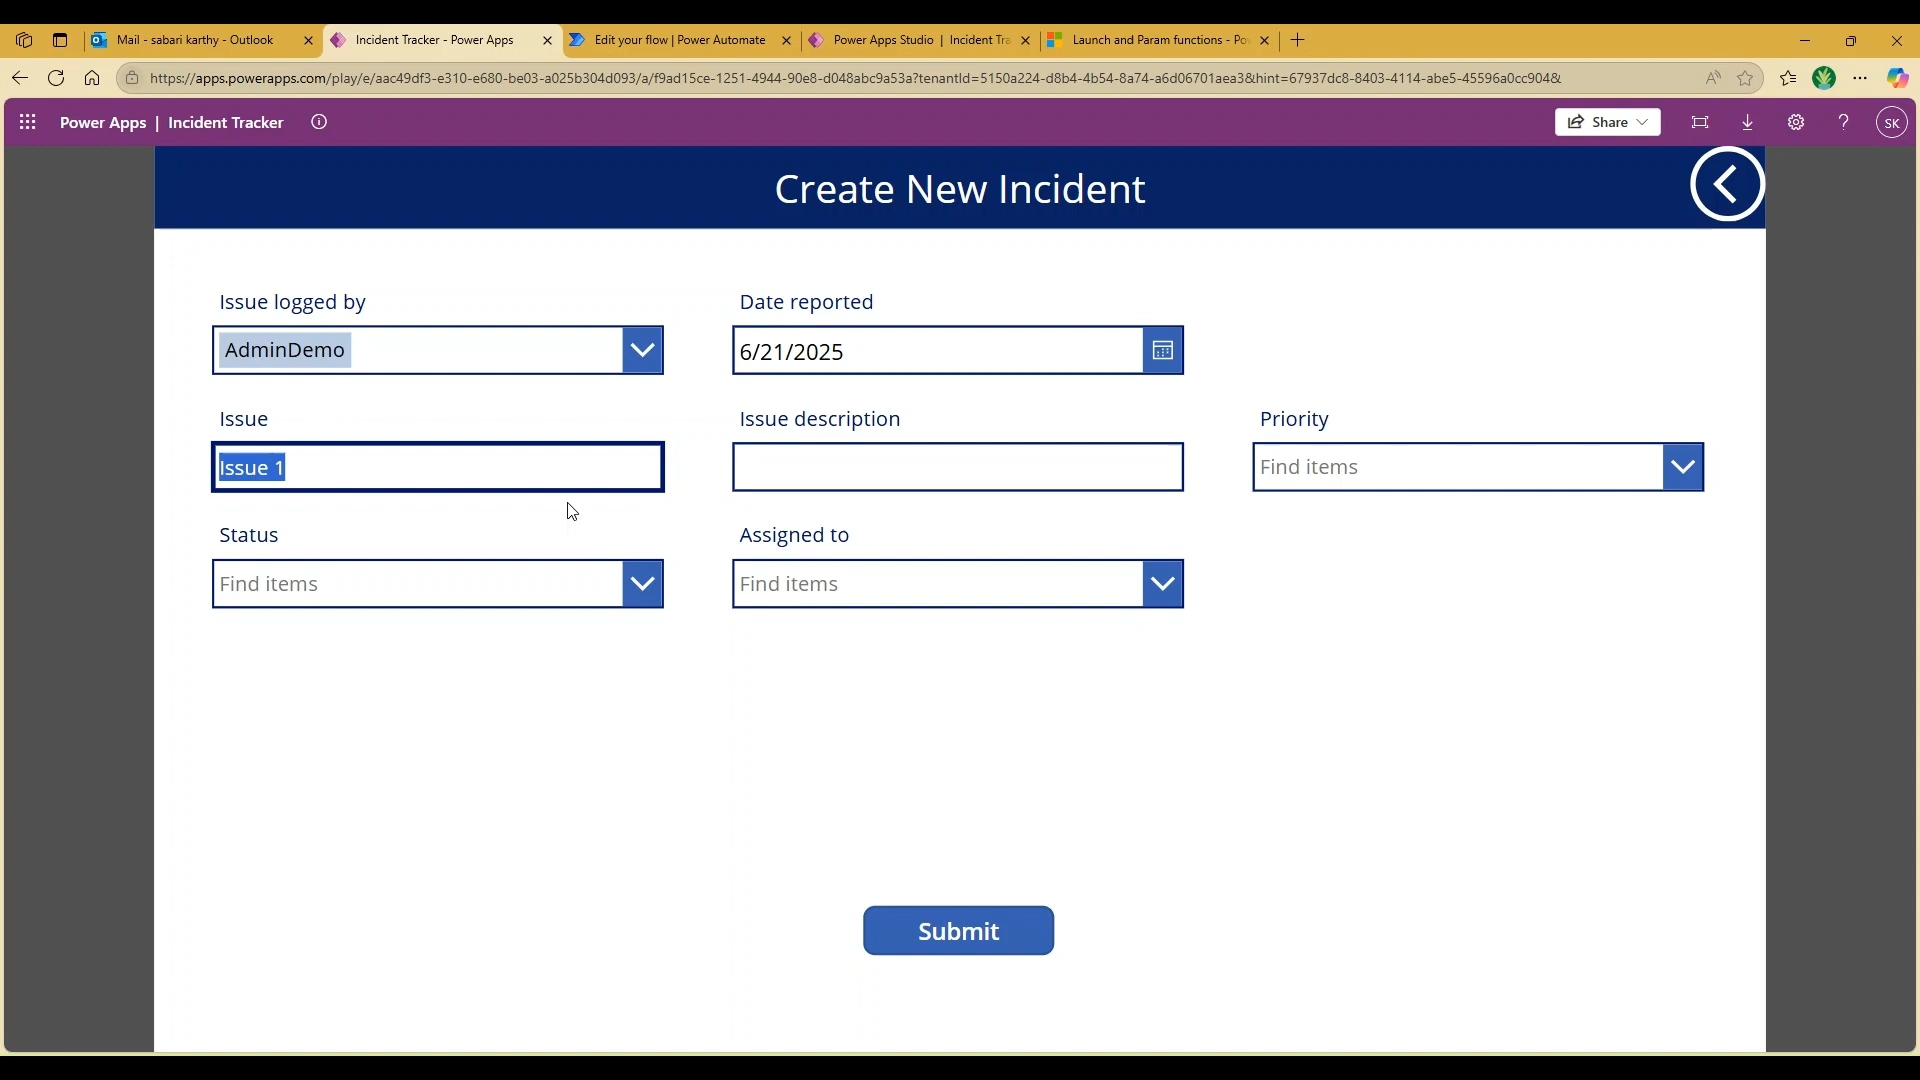 Mail - sabari karthy - Outlook
Incident Tracker - Power Apps
Edit your flow | Power Automate
Power Apps Studio | Incident Tra
Launch and Param functions - Po
https://apps.powerapps.com/play/e/aac49df3-e310-e680-be03-a025b304d093/a/f9ad15ce-1251-4944-90e8-d048abc9a53a?tenantId=5150a224-d8b4-4b54-8a74-a6d06701aea3&hint=67937dc8-8403-4114-abe5-45596a0cc904&
Power Apps | Incident Tracker
Share
SK
Create New Incident
Issue logged by
Date reported
AdminDemo
6/21/2025
Issue
Issue description
Priority
Issue 1
Find items
Status
Assigned to
Find items
Find items
Submit